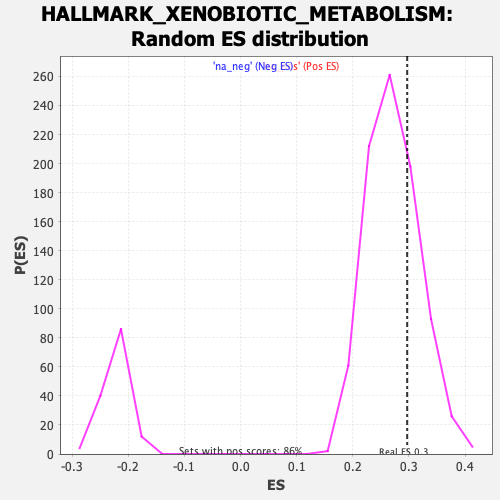 HALLMARK_XENOBIOTIC_METABOLISM:
Random ES distribution
'na_neg' (Neg ES)s' (Pos ES)
260
240
220
200
180
160
140
120
100
80
60
40
20
0
P(ES)
Sets with pos scores: 86%
Real ES 0.3
-0.3 -0.2 -0.1 0.0 0.1 0.2 0.3 0.4
ES